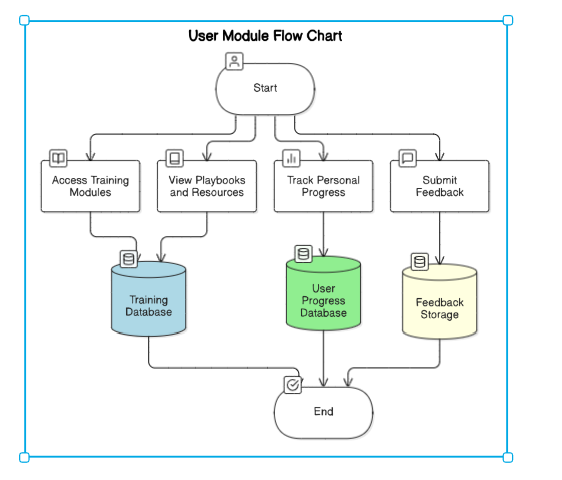 User Module Flow Chart
Start
Access Training
Modules
View Playbooks
and Resources
Track Personal
Progress
Submit
Feedback
Training
Database
User
Progress
Database
Feedback
Storage
End